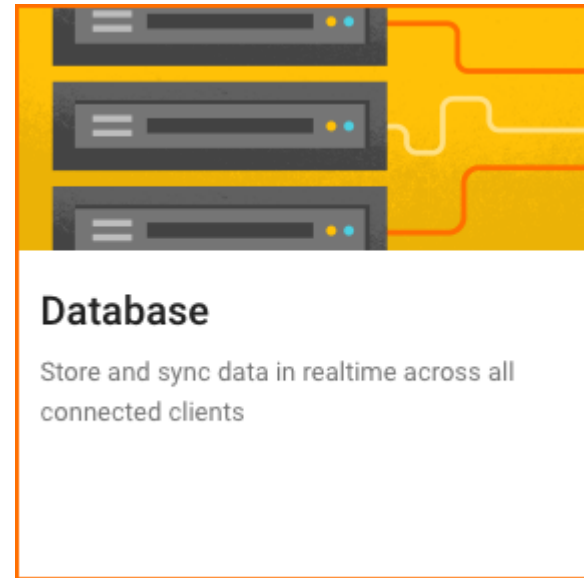 Database
Store and sync data in realtime across all
connected clients